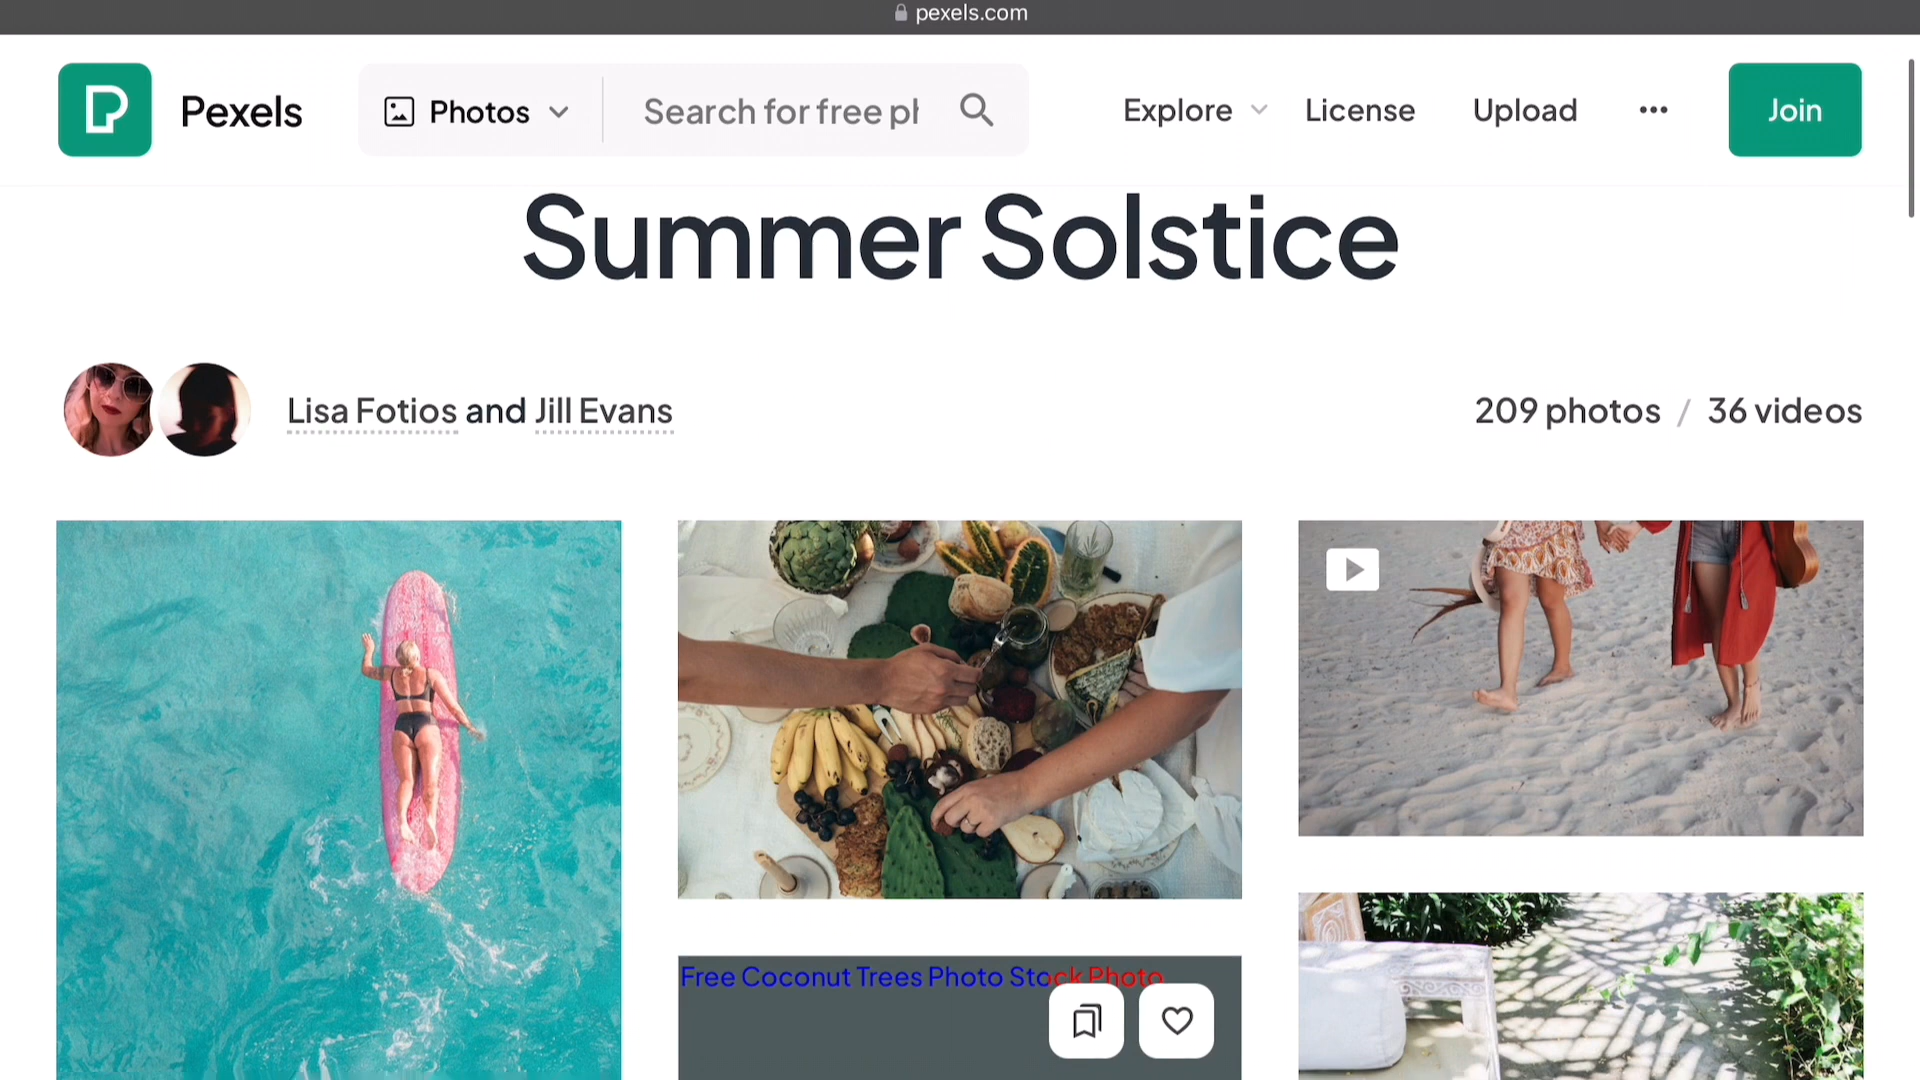 pexels.com
Pexels
Photos
Search for free pl
Explore
License
Upload
Join
Summer Solstice
Lisa Fotios and Jill Evans
209 photos / 36 videos
Free Coconut Trees Photo Stock Photo